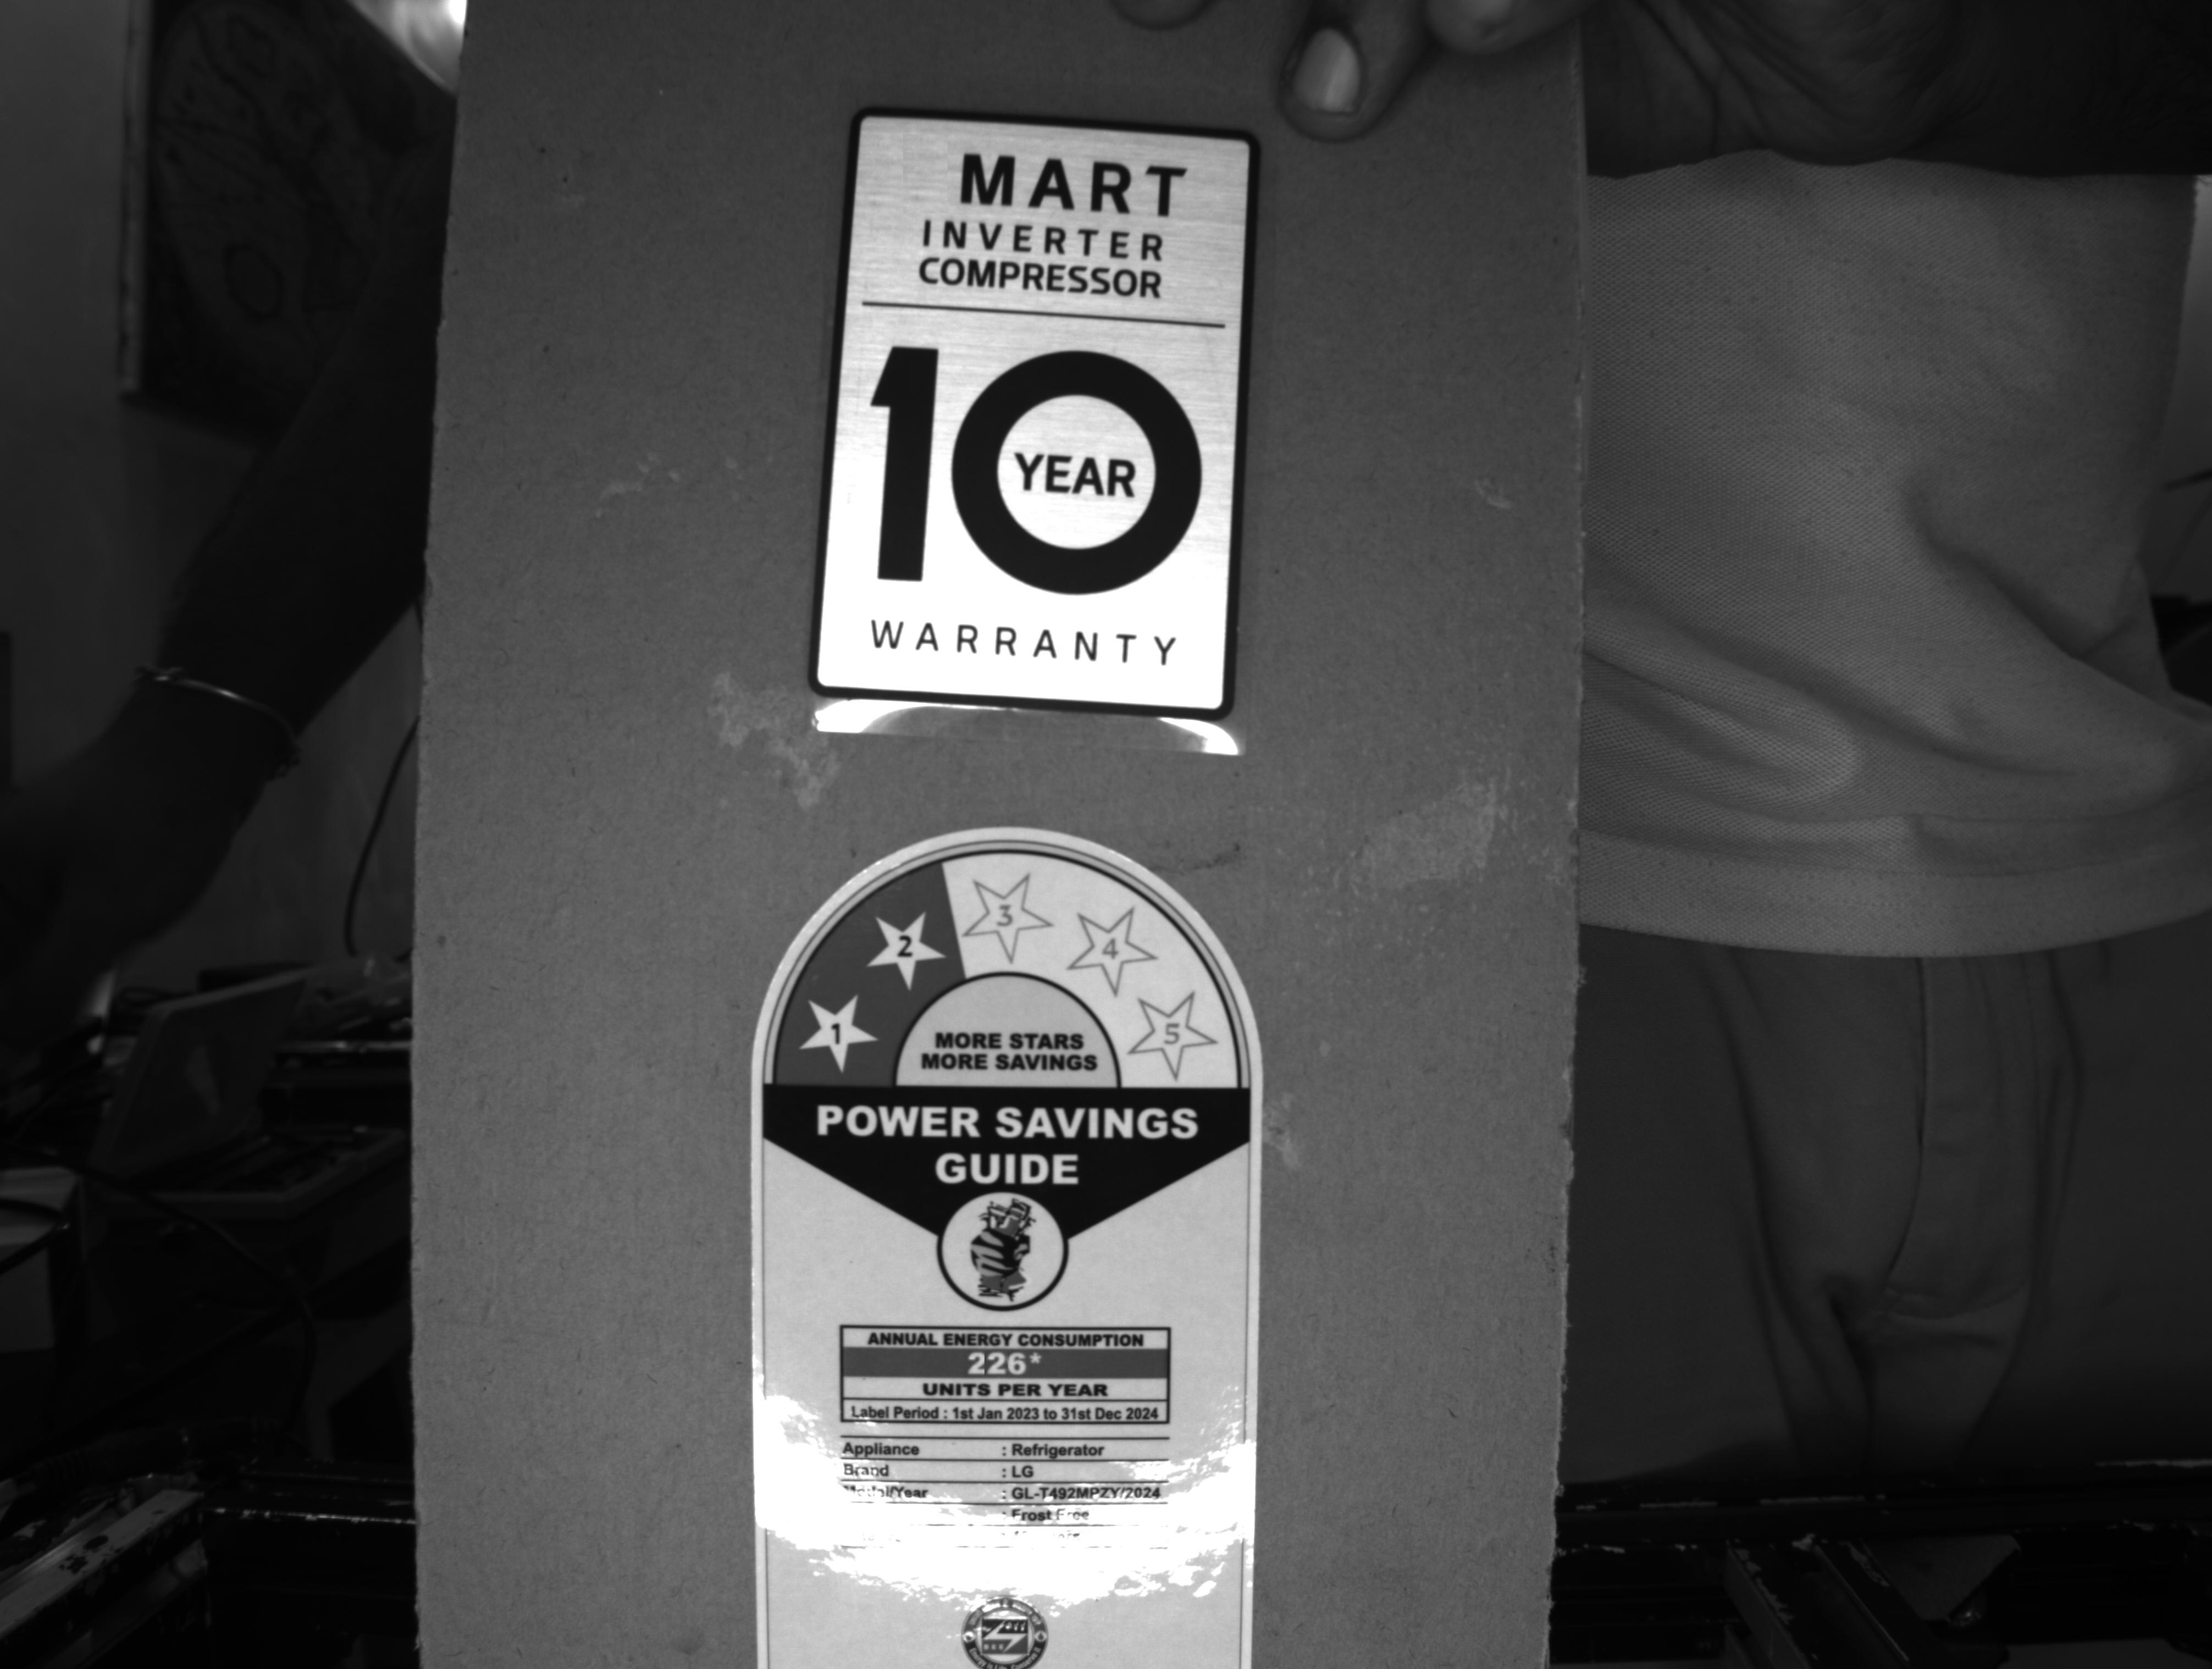 MART
INVERTER
COMPRESSOR
10
YEAR
WARRANTY
1 2 3 4 5
MORE STARS
MORE SAVINGS
POWER SAVINGS
GUIDE
ANNUAL ENERGY CONSUMPTION
226*
UNITS PER YEAR
Label Period : 1st Jan 2023 to 31st Dec 2024
Appliance : Refrigerator
Brand : LG
Model/Year : GL-T492MPZY/2024
: Frost Free